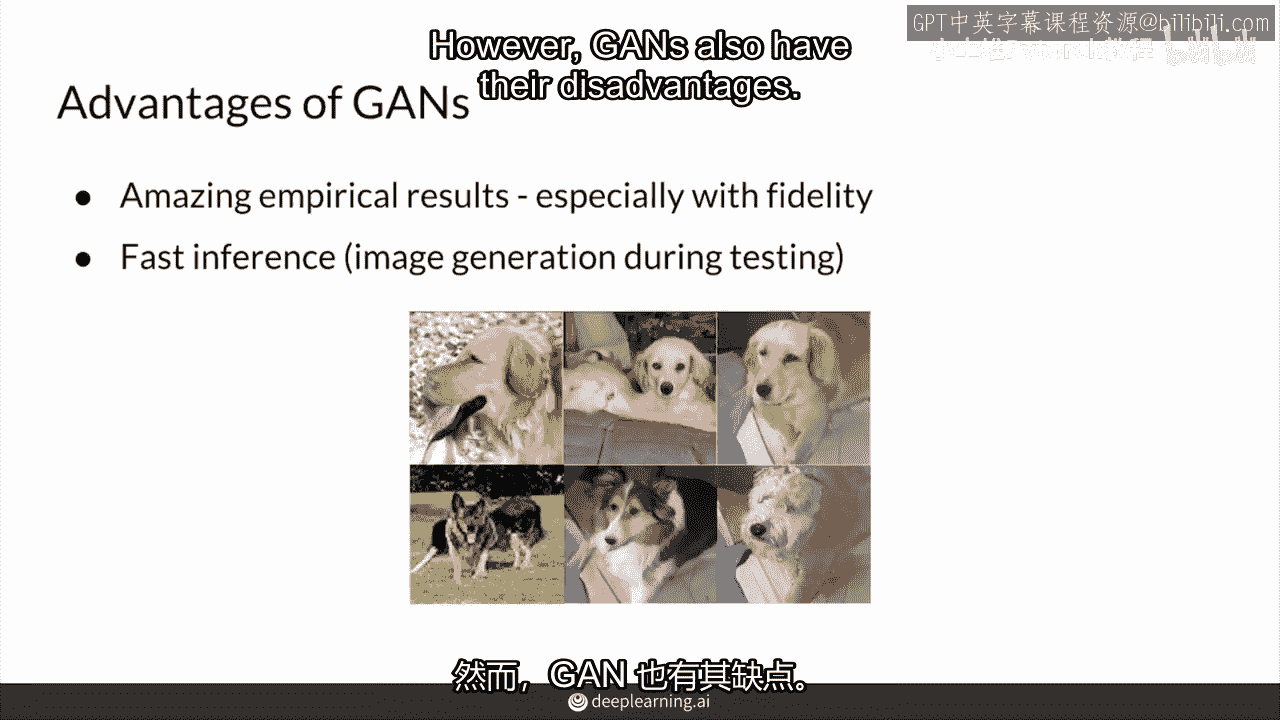 GPT中英字幕课程资源@bilibili.com
However, GANs also have
their disadvantages.
Advantages of GANs
● Amazing empirical results - especially with fidelity
● Fast inference (image generation during testing)
然而，GAN 也有其缺点。
deeplearning.ai